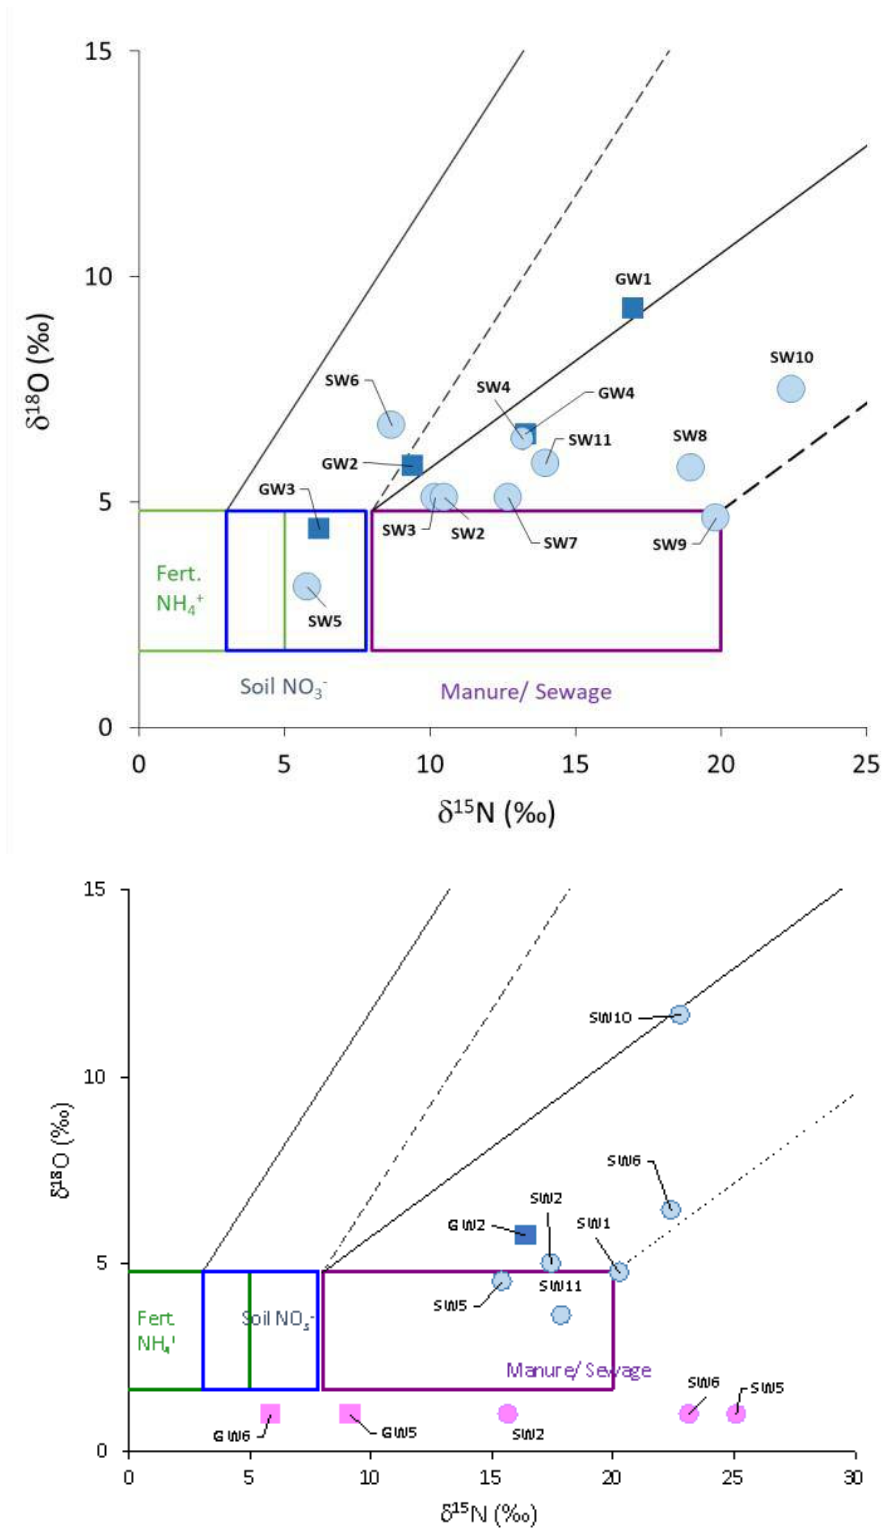 15
GW1
10
SW10
δ¹⁸O (‰)
SW6
SW4
GW4
SW11
SW8
GW2
GW3
5
SW3
SW2
SW7
SW9
Fert.
NH₄⁺
SW5
Soil NO₃⁻
Manure/ Sewage
0
0 5 10 15 20 25
δ¹⁵N (‰)
15
SW10
10
δ¹⁸O (‰)
SW6
SW2
GW2
SW1
5
SW5
SW11
Fert.
NH₄⁺
Soil NO₃⁻
Manure/ Sewage
SW6
SW5
GW6
GW5
SW2
0
0 5 10 15 20 25 30
δ¹⁵N (‰)